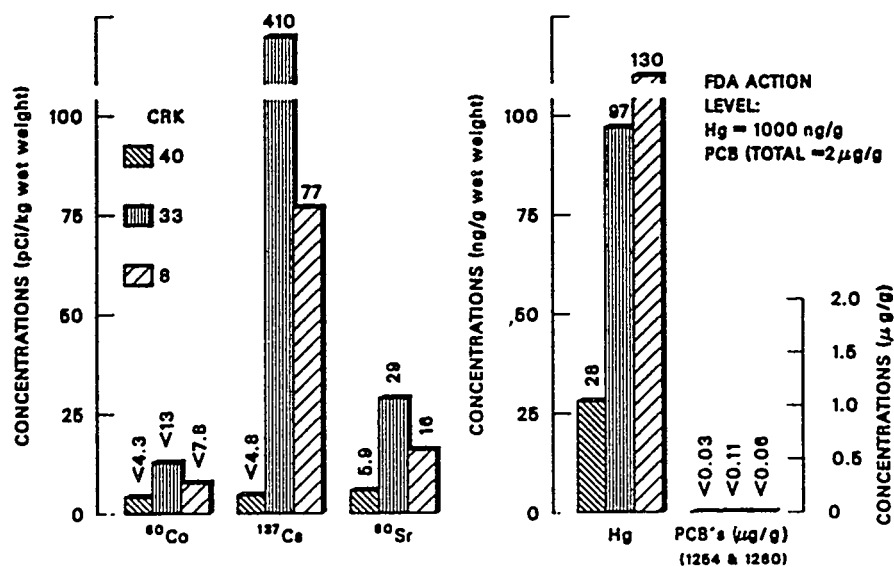 CONCENTRATIONS (pCi/kg wet weight)
100
75
50
25
0
CRK
40
33
8
<4.3
<13
<7.8
<4.8
410
77
5.9
29
16
⁶⁰Co
¹³⁷Cs
⁹⁰Sr
CONCENTRATIONS (ng/g wet weight)
100
75
,50
25
0
28
97
130
FDA ACTION
LEVEL:
Hg = 1000 ng/g
PCB (TOTAL =2μg/g
<0.03
<0.11
<0.06
2.0
1.5
1.0
0.5
0
CONCENTRATIONS (μg/g)
Hg
PCB's (μg/g)
(1254 & 1260)